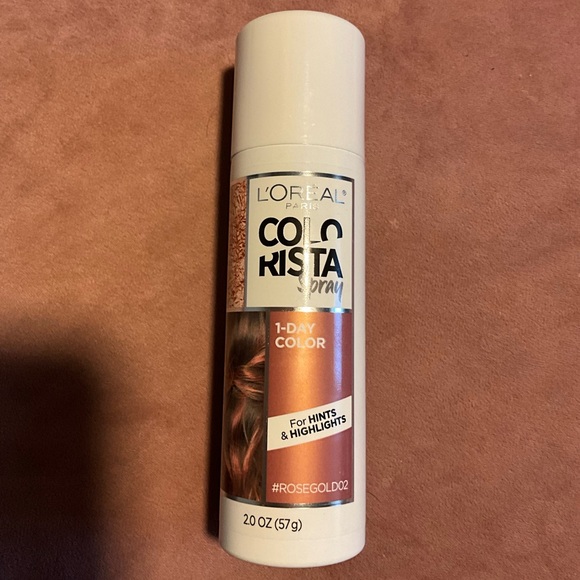 L'ORÉAL®
PARIS
COLO
RISTA
Spray
1-DAY
COLOR
For HINTS
& HIGHLIGHTS
#ROSEGOLD02
2.0 OZ (57g)